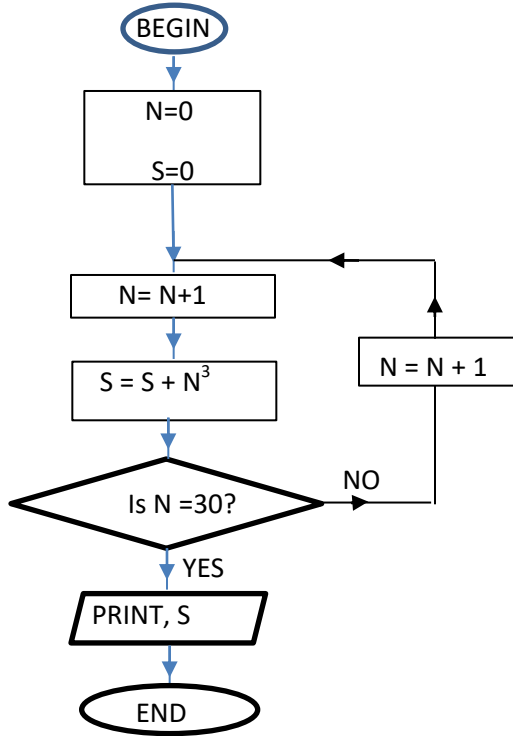 BEGIN
N=0
S=0
N= N+1
N = N + 1
S = S + N³
Is N =30?
NO
YES
PRINT, S
END